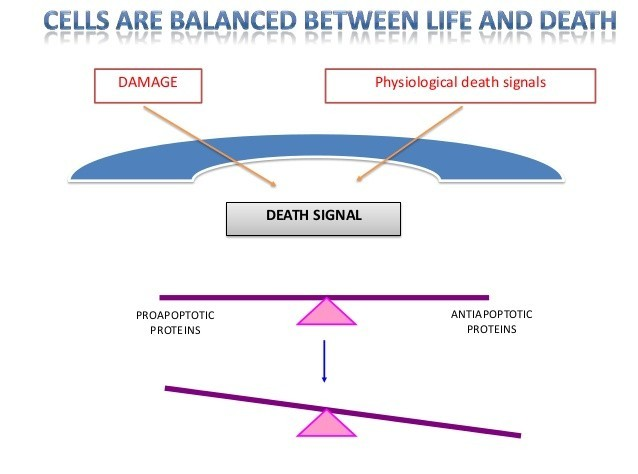 CELLS ARE BALANCED BETWEEN LIFE AND DEATH
DAMAGE
Physiological death signals
DEATH SIGNAL
PROAPOPTOTIC
PROTEINS
ANTIAPOPTOTIC
PROTEINS